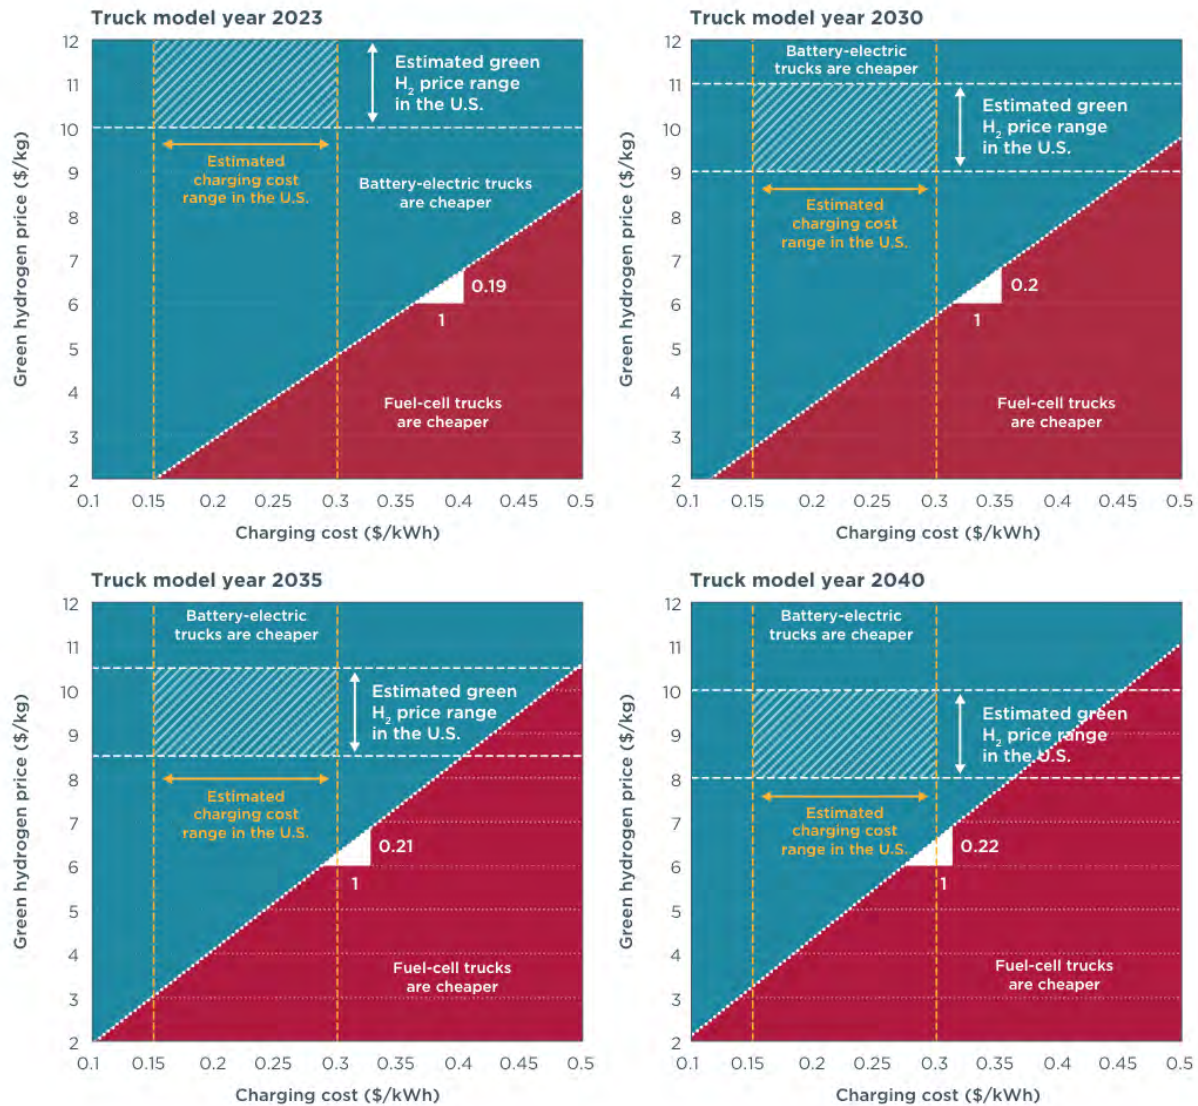 Truck model year 2023
Green hydrogen price ($/kg)
12
11
10
9
8
7
6
5
4
3
2
Estimated green
H₂ price range
in the U.S.
Estimated
charging cost
range in the U.S.
Battery-electric trucks
are cheaper
0.19
1
Fuel-cell trucks
are cheaper
0.1 0.15 0.2 0.25 0.3 0.35 0.4 0.45 0.5
Charging cost ($/kWh)
Truck model year 2030
Green hydrogen price ($/kg)
12
11
10
9
8
7
6
5
4
3
2
Battery-electric
trucks are cheaper
Estimated green
H₂ price range
in the U.S.
Estimated
charging cost
range in the U.S.
0.2
1
Fuel-cell trucks
are cheaper
0.1 0.15 0.2 0.25 0.3 0.35 0.4 0.45 0.5
Charging cost ($/kWh)
Truck model year 2035
Green hydrogen price ($/kg)
12
11
10
9
8
7
6
5
4
3
2
Battery-electric
trucks are cheaper
Estimated green
H₂ price range
in the U.S.
Estimated
charging cost
range in the U.S.
0.21
1
Fuel-cell trucks
are cheaper
0.1 0.15 0.2 0.25 0.3 0.35 0.4 0.45 0.5
Charging cost ($/kWh)
Truck model year 2040
Green hydrogen price ($/kg)
12
11
10
9
8
7
6
5
4
3
2
Battery-electric
trucks are cheaper
Estimated green
H₂ price range
in the U.S.
Estimated
charging cost
range in the U.S.
0.22
1
Fuel-cell trucks
are cheaper
0.1 0.15 0.2 0.25 0.3 0.35 0.4 0.45 0.5
Charging cost ($/kWh)